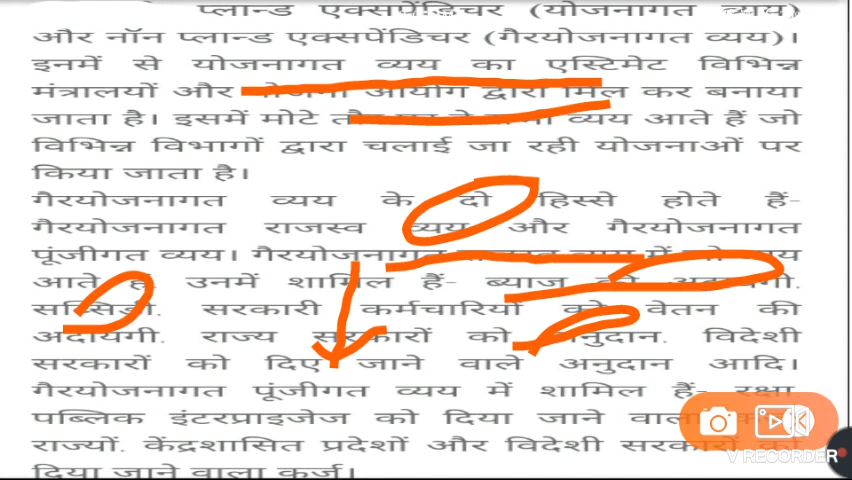 प्लान्ड एक्सपेंडिचर (योजनागत व्यय)
और नॉन प्लान्ड एक्सपेंडिचर (गैरयोजनागत व्यय)।
इनमें से योजनागत व्यय का एस्टिमेट विभिन्न
मंत्रालयों और आयोग द्वारा मिल कर बनाया
जाता है। इसमें मोटे व्यय आते हैं जो
विभिन्न विभागों द्वारा चलाई जा रही योजनाओं पर
किया जाता है।
गैरयोजनागत व्यय के दो हिस्से होते हैं-
गैरयोजनागत राजस्व व्यय और गैरयोजनागत
पूंजीगत व्यय। गैरयोजनागत व्यय में
आते हैं, उनमें शामिल हैं- ब्याज की अदायगी,
सब्सिडी, सरकारी कर्मचारियों को वेतन की
अदायगी, राज्य सरकारों को अनुदान, विदेशी
सरकारों को दिए जाने वाले अनुदान आदि।
गैरयोजनागत पूंजीगत व्यय में शामिल हैं- रक्षा,
पब्लिक इंटरप्राइजेज को दिया जाने वाला
राज्यों, केंद्रशासित प्रदेशों और विदेशी सरकारों को
दिया जाने वाला कर्ज।
V RECORDER